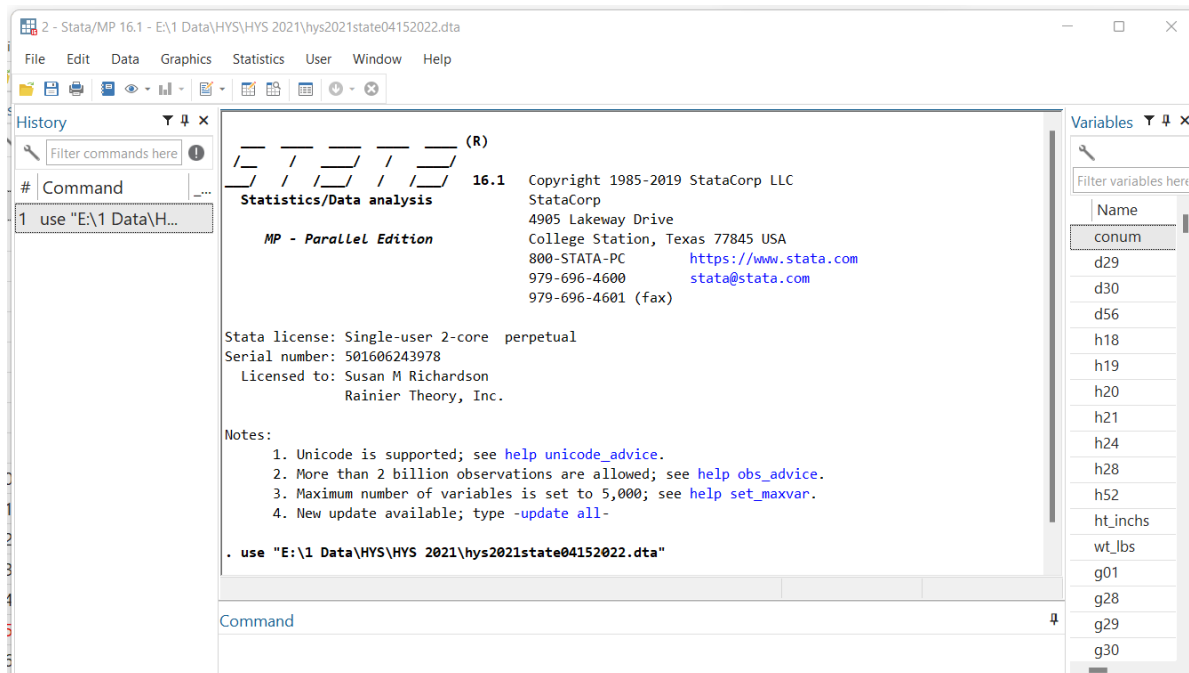 2 - Stata/MP 16.1 - E:\1 Data\HYS\HYS 2021\hys2021state04152022.dta
File Edit Data Graphics Statistics User Window Help
History
Filter commands here
# Command _...
1 use "E:\1 Data\H...
(R)
16.1 Copyright 1985-2019 StataCorp LLC
Statistics/Data analysis StataCorp
4905 Lakeway Drive
MP - Parallel Edition College Station, Texas 77845 USA
800-STATA-PC https://www.stata.com
979-696-4600 stata@stata.com
979-696-4601 (fax)
Stata license: Single-user 2-core perpetual
Serial number: 501606243978
Licensed to: Susan M Richardson
Rainier Theory, Inc.
Notes:
1. Unicode is supported; see help unicode_advice.
2. More than 2 billion observations are allowed; see help obs_advice.
3. Maximum number of variables is set to 5,000; see help set_maxvar.
4. New update available; type -update all-
. use "E:\1 Data\HYS\HYS 2021\hys2021state04152022.dta"
Command
Variables
Filter variables here
Name
conum
d29
d30
d56
h18
h19
h20
h21
h24
h28
h52
ht_inchs
wt_lbs
g01
g28
g29
g30